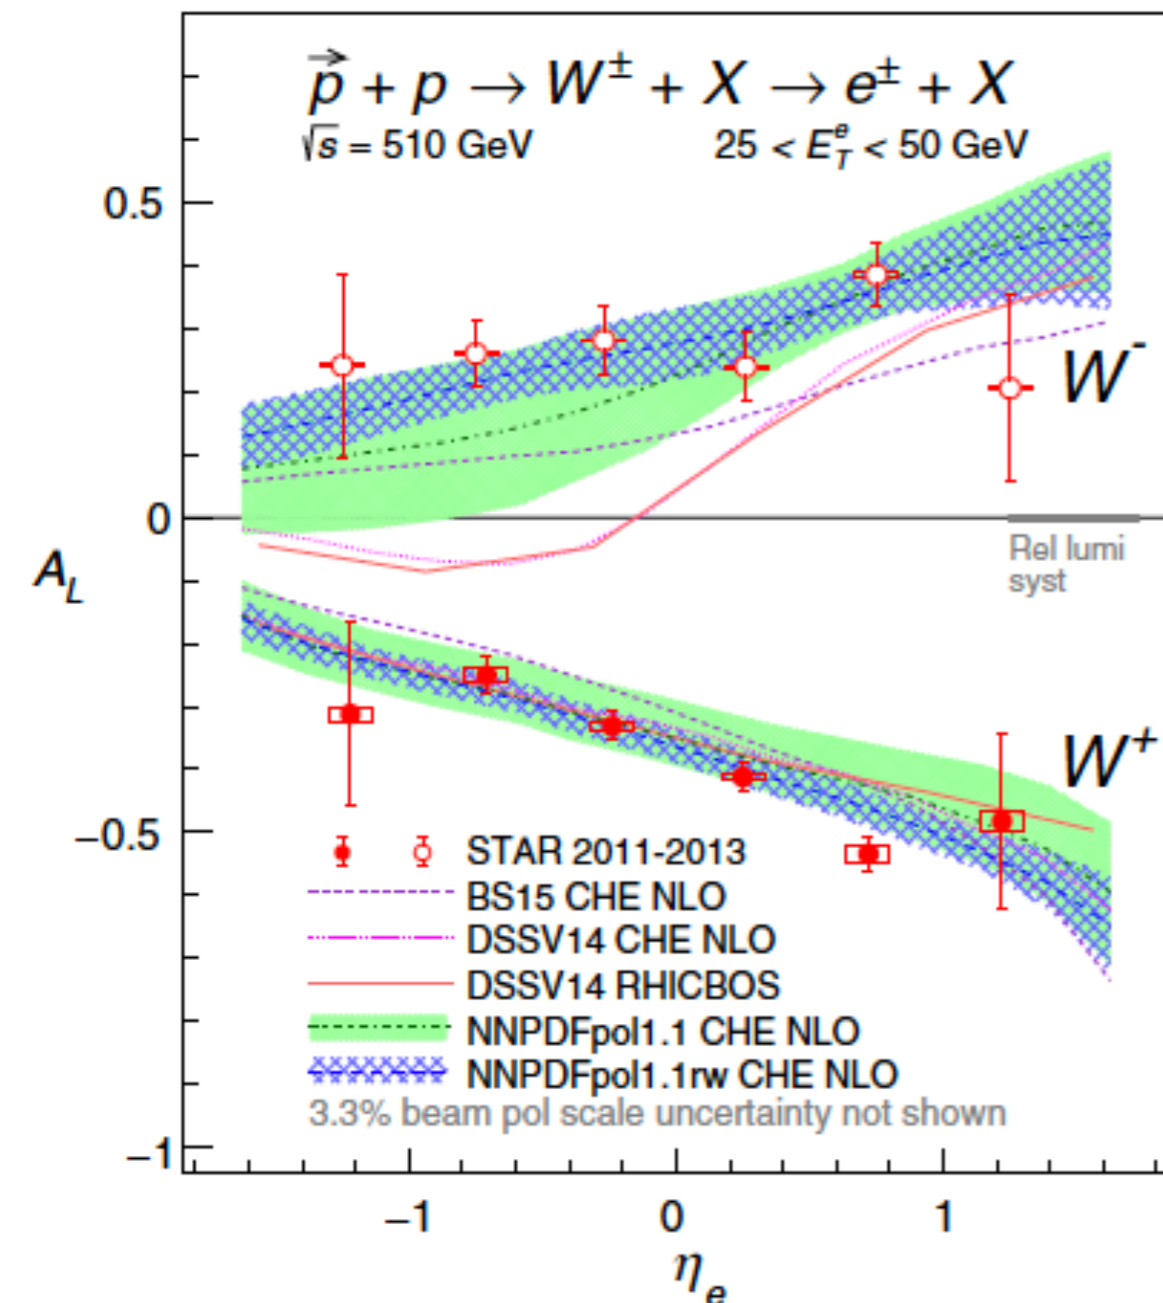 p⃗ + p → W± + X → e± + X
√s = 510 GeV 25 < E_T^e < 50 GeV
0.5
W-
0
Rel lumi
syst
A_L
W+
−0.5
STAR 2011-2013
BS15 CHE NLO
DSSV14 CHE NLO
DSSV14 RHICBOS
NNPDFpol1.1 CHE NLO
NNPDFpol1.1rw CHE NLO
3.3% beam pol scale uncertainty not shown
−1
−1 0 1
η_e